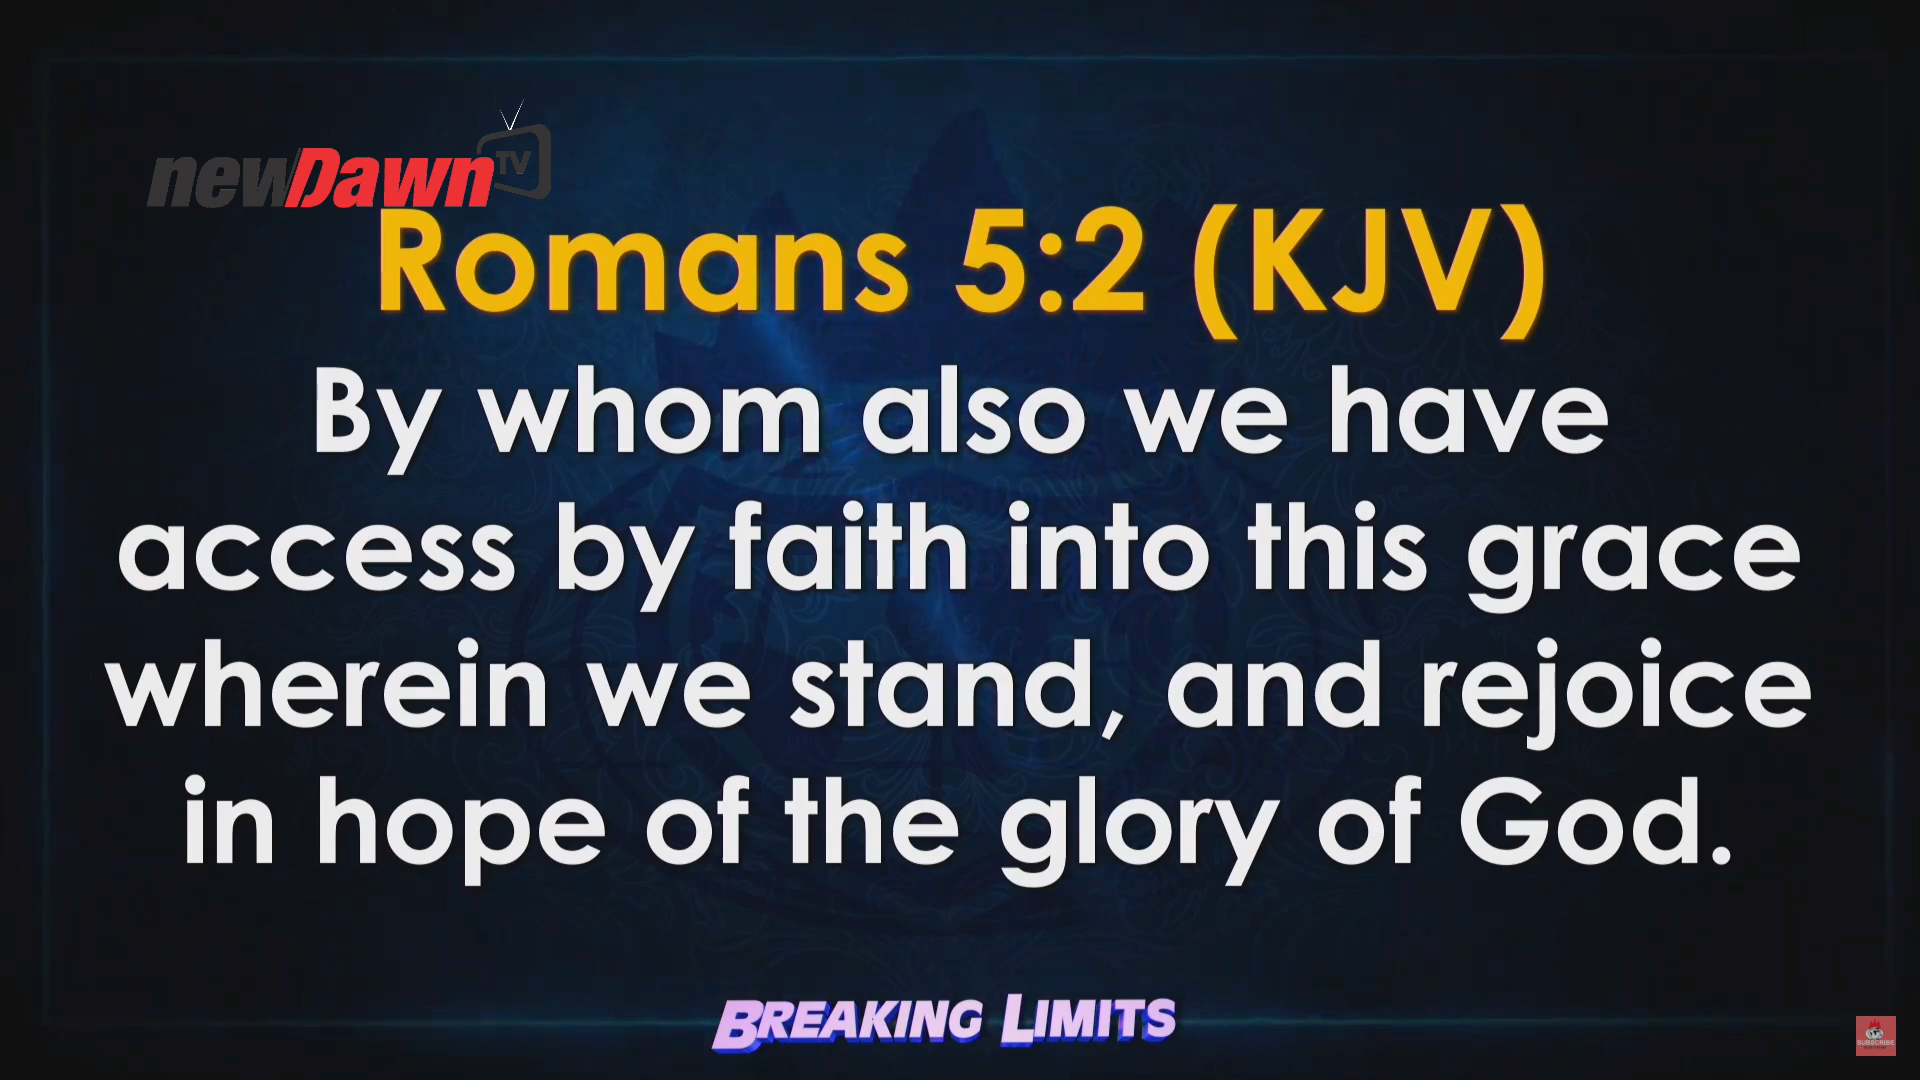 newDawn TV
Romans 5:2 (KJV)
By whom also we have
access by faith into this grace
wherein we stand, and rejoice
in hope of the glory of God.
BREAKING LIMITS
SUBSCRIBE